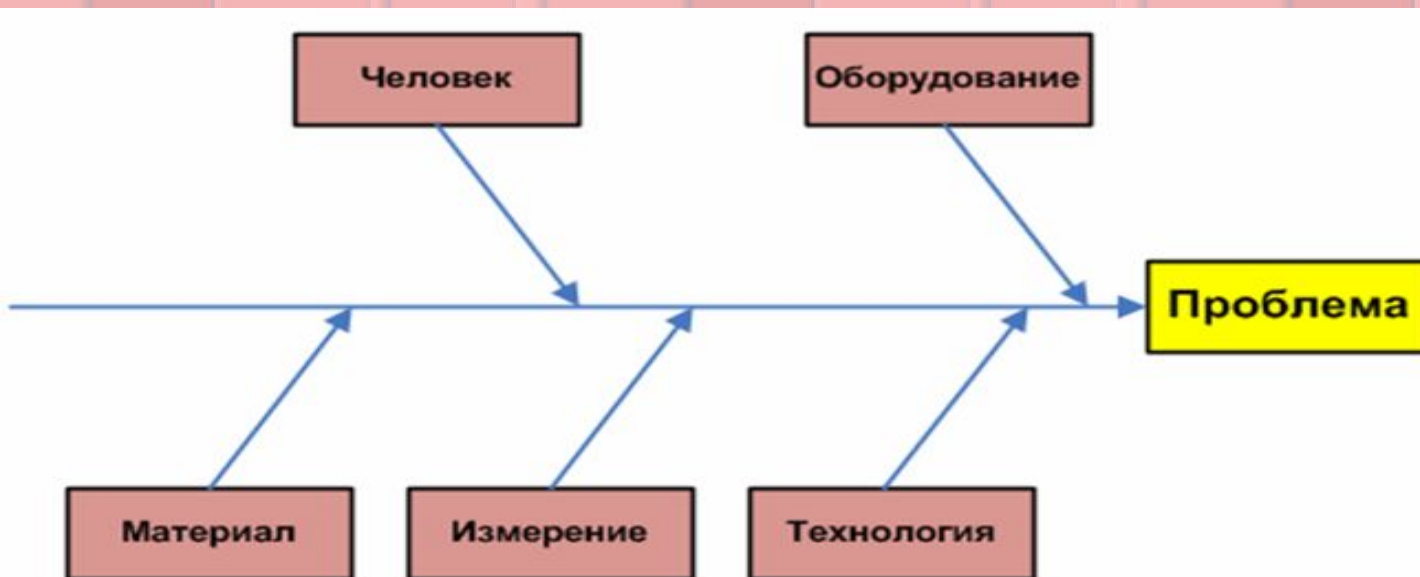 Человек
Оборудование
Проблема
Материал
Измерение
Технология